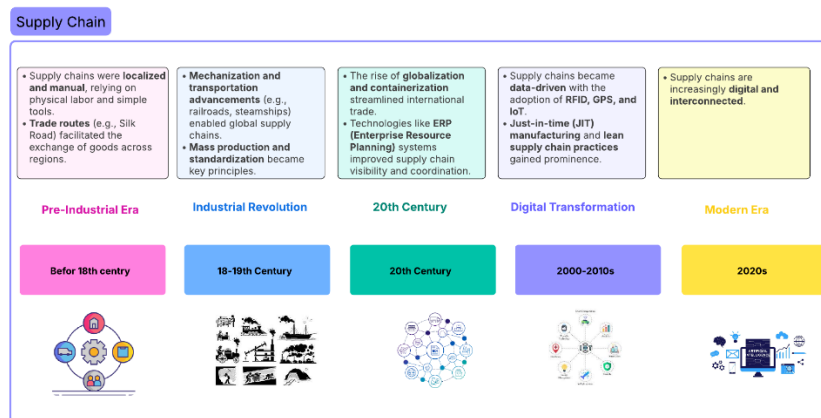 Supply Chain
• Supply chains were localized
and manual, relying on
physical labor and simple
tools.
• Trade routes (e.g., Silk
Road) facilitated the
exchange of goods across
regions.
• Mechanization and
transportation
advancements (e.g.,
railroads, steamships)
enabled global supply
chains.
• Mass production and
standardization became
key principles.
• The rise of globalization
and containerization
streamlined international
trade.
• Technologies like ERP
(Enterprise Resource
Planning) systems
improved supply chain
visibility and coordination.
• Supply chains became
data-driven with the
adoption of RFID, GPS, and
IoT.
• Just-in-time (JIT)
manufacturing and lean
supply chain practices
gained prominence.
• Supply chains are
increasingly digital and
interconnected.
Pre-Industrial Era
Industrial Revolution
20th Century
Digital Transformation
Modern Era
Befor 18th centry
18-19th Century
20th Century
2000-2010s
2020s